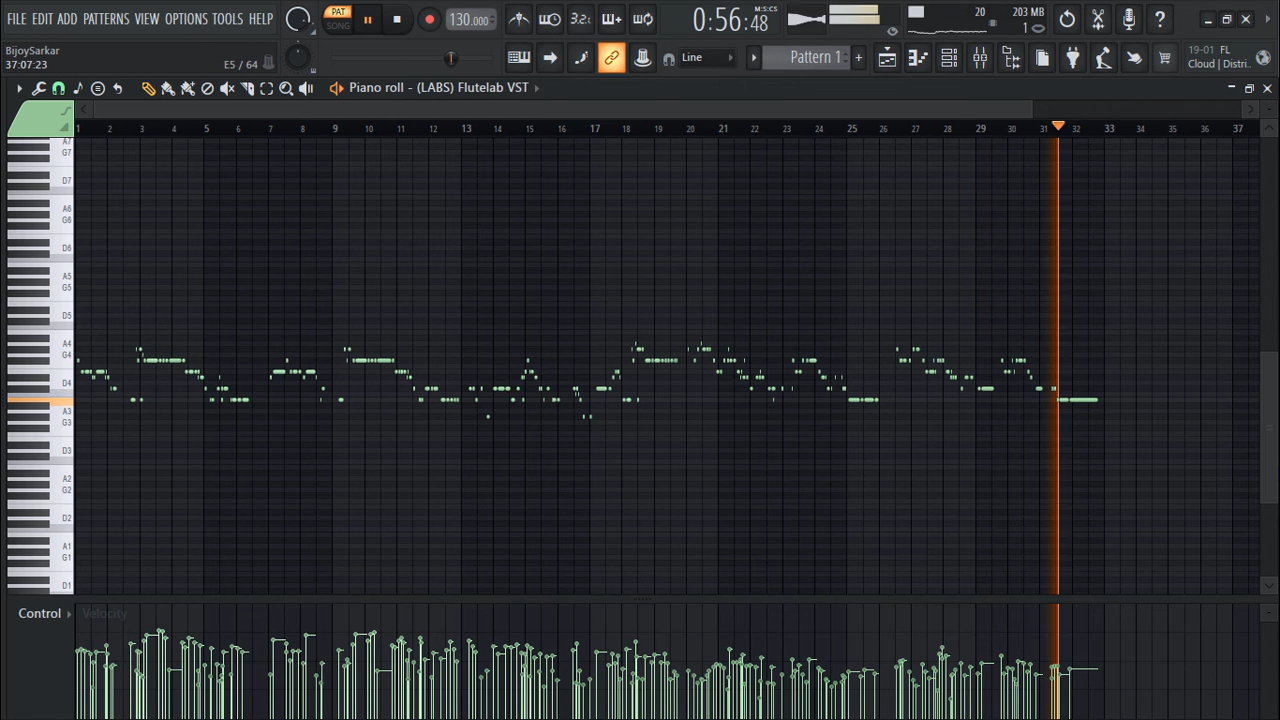 FILE EDIT ADD PATTERNS VIEW OPTIONS TOOLS HELP
PAT
SONG
130.000
3.2
0:56:48
M:S:CS
20
203 MB
1
BijoySarkar
37:07:23
E5 / 64
Line
Pattern 1
19-01 FL
Cloud | Distri..
Piano roll - (LABS) Flutelab VST
1 2 3 4 5 6 7 8 9 10 11 12 13 14 15 16 17 18 19 20 21 22 23 24 25 26 27 28 29 30 31 32 33 34 35 36 37
A7
G7
D7
A6
G6
D6
A5
G5
D5
A4
G4
D4
A3
G3
D3
A2
G2
D2
A1
G1
D1
Control
Velocity